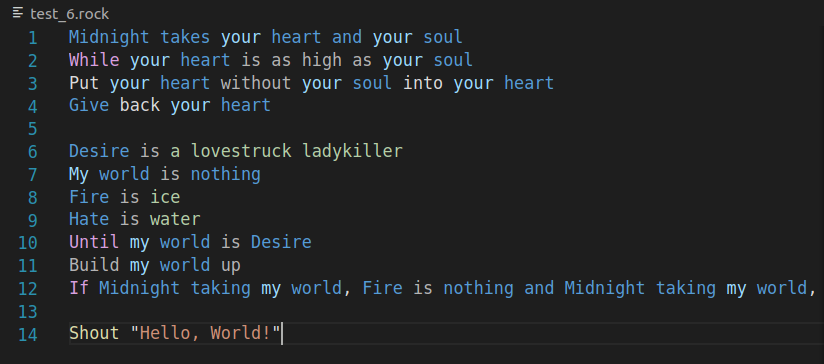 test_6.rock
1 Midnight takes your heart and your soul
2 While your heart is as high as your soul
3 Put your heart without your soul into your heart
4 Give back your heart
5
6 Desire is a lovestruck ladykiller
7 My world is nothing
8 Fire is ice
9 Hate is water
10 Until my world is Desire
11 Build my world up
12 If Midnight taking my world, Fire is nothing and Midnight taking my world,
13
14 Shout "Hello, World!"